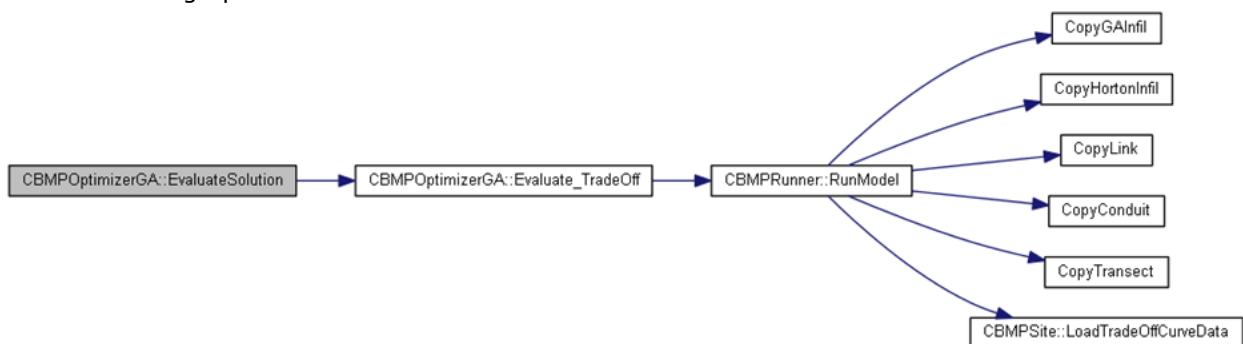 CopyGAInfil
CopyHortonInfil
CopyLink
CBMPOptimizerGA::EvaluateSolution
CBMPOptimizerGA::Evaluate_TradeOff
CBMPRunner::RunModel
CopyConduit
CopyTransect
CBMPSite::LoadTradeOffCurveData